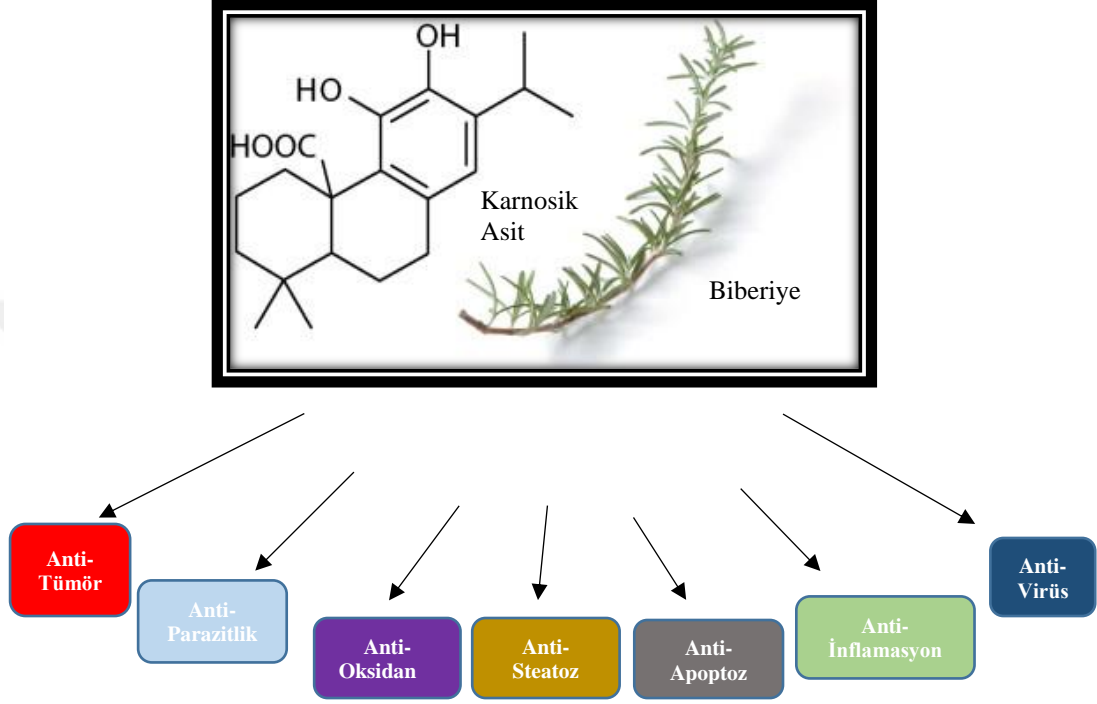 OH
HO
HOOC
Karnosik
Asit
Biberiye
Anti-
Tümör
Anti-
Parazitlik
Anti-
Oksidan
Anti-
Steatoz
Anti-
Apoptoz
Anti-
İnflamasyon
Anti-
Virüs